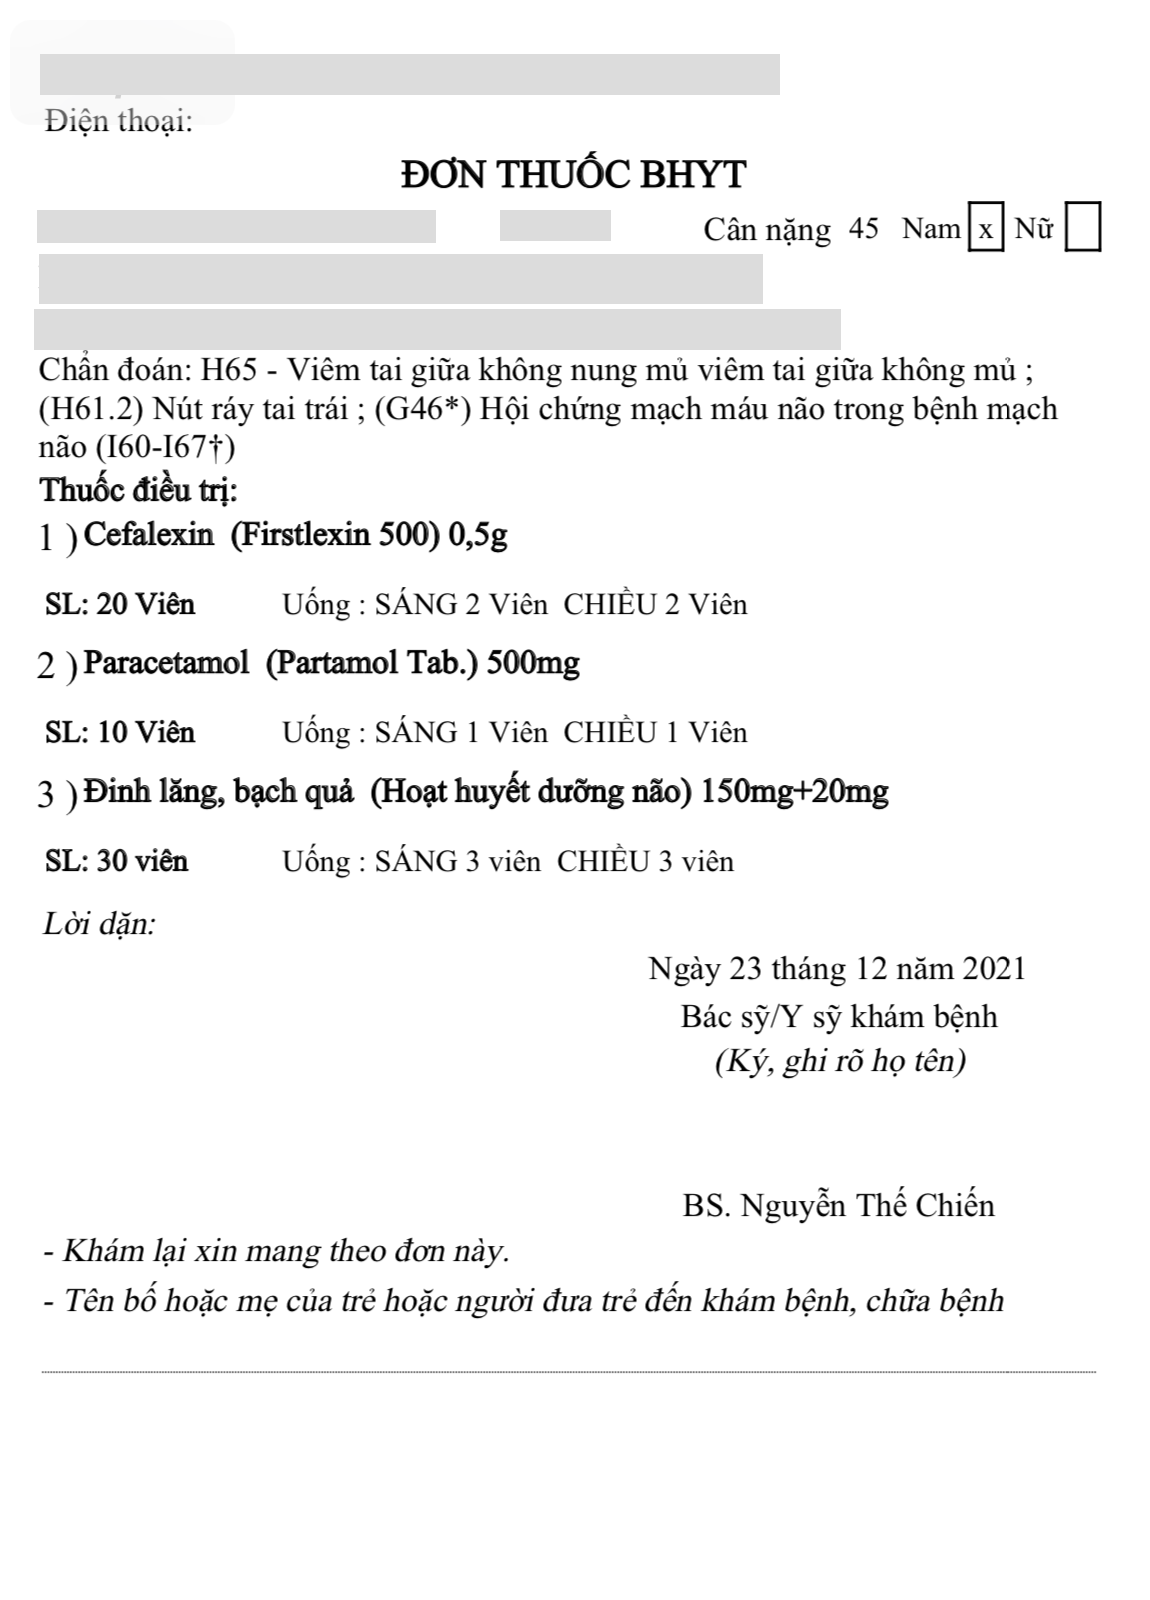 Điện thoại:
ĐƠN THUỐC BHYT
Cân nặng 45 Nam x Nữ
Chẩn đoán: H65 - Viêm tai giữa không nung mủ viêm tai giữa không mủ ;
(H61.2) Nút ráy tai trái ; (G46*) Hội chứng mạch máu não trong bệnh mạch
não (I60-I67†)
Thuốc điều trị:
1 ) Cefalexin (Firstlexin 500) 0,5g
SL: 20 Viên Uống : SÁNG 2 Viên CHIỀU 2 Viên
2 ) Paracetamol (Partamol Tab.) 500mg
SL: 10 Viên Uống : SÁNG 1 Viên CHIỀU 1 Viên
3 ) Đinh lăng, bạch quả (Hoạt huyết dưỡng não) 150mg+20mg
SL: 30 viên Uống : SÁNG 3 viên CHIỀU 3 viên
Lời dặn:
Ngày 23 tháng 12 năm 2021
Bác sỹ/Y sỹ khám bệnh
(Ký, ghi rõ họ tên)
BS. Nguyễn Thế Chiến
- Khám lại xin mang theo đơn này.
- Tên bố hoặc mẹ của trẻ hoặc người đưa trẻ đến khám bệnh, chữa bệnh